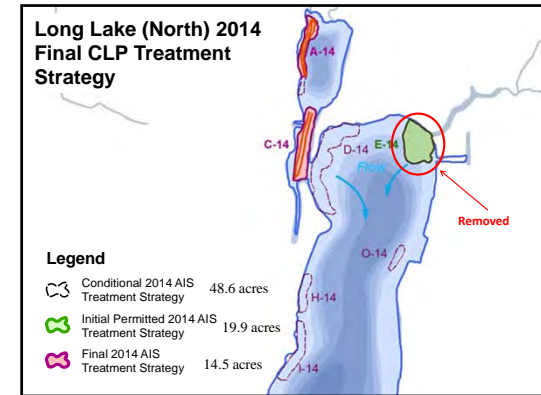 Long Lake (North) 2014
Final CLP Treatment
Strategy
A-14
C-14
D-14
E-14
Flow
Removed
O-14
H-14
I-14
Legend
Conditional 2014 AIS
Treatment Strategy
48.6 acres
Initial Permitted 2014 AIS
Treatment Strategy
19.9 acres
Final 2014 AIS
Treatment Strategy
14.5 acres